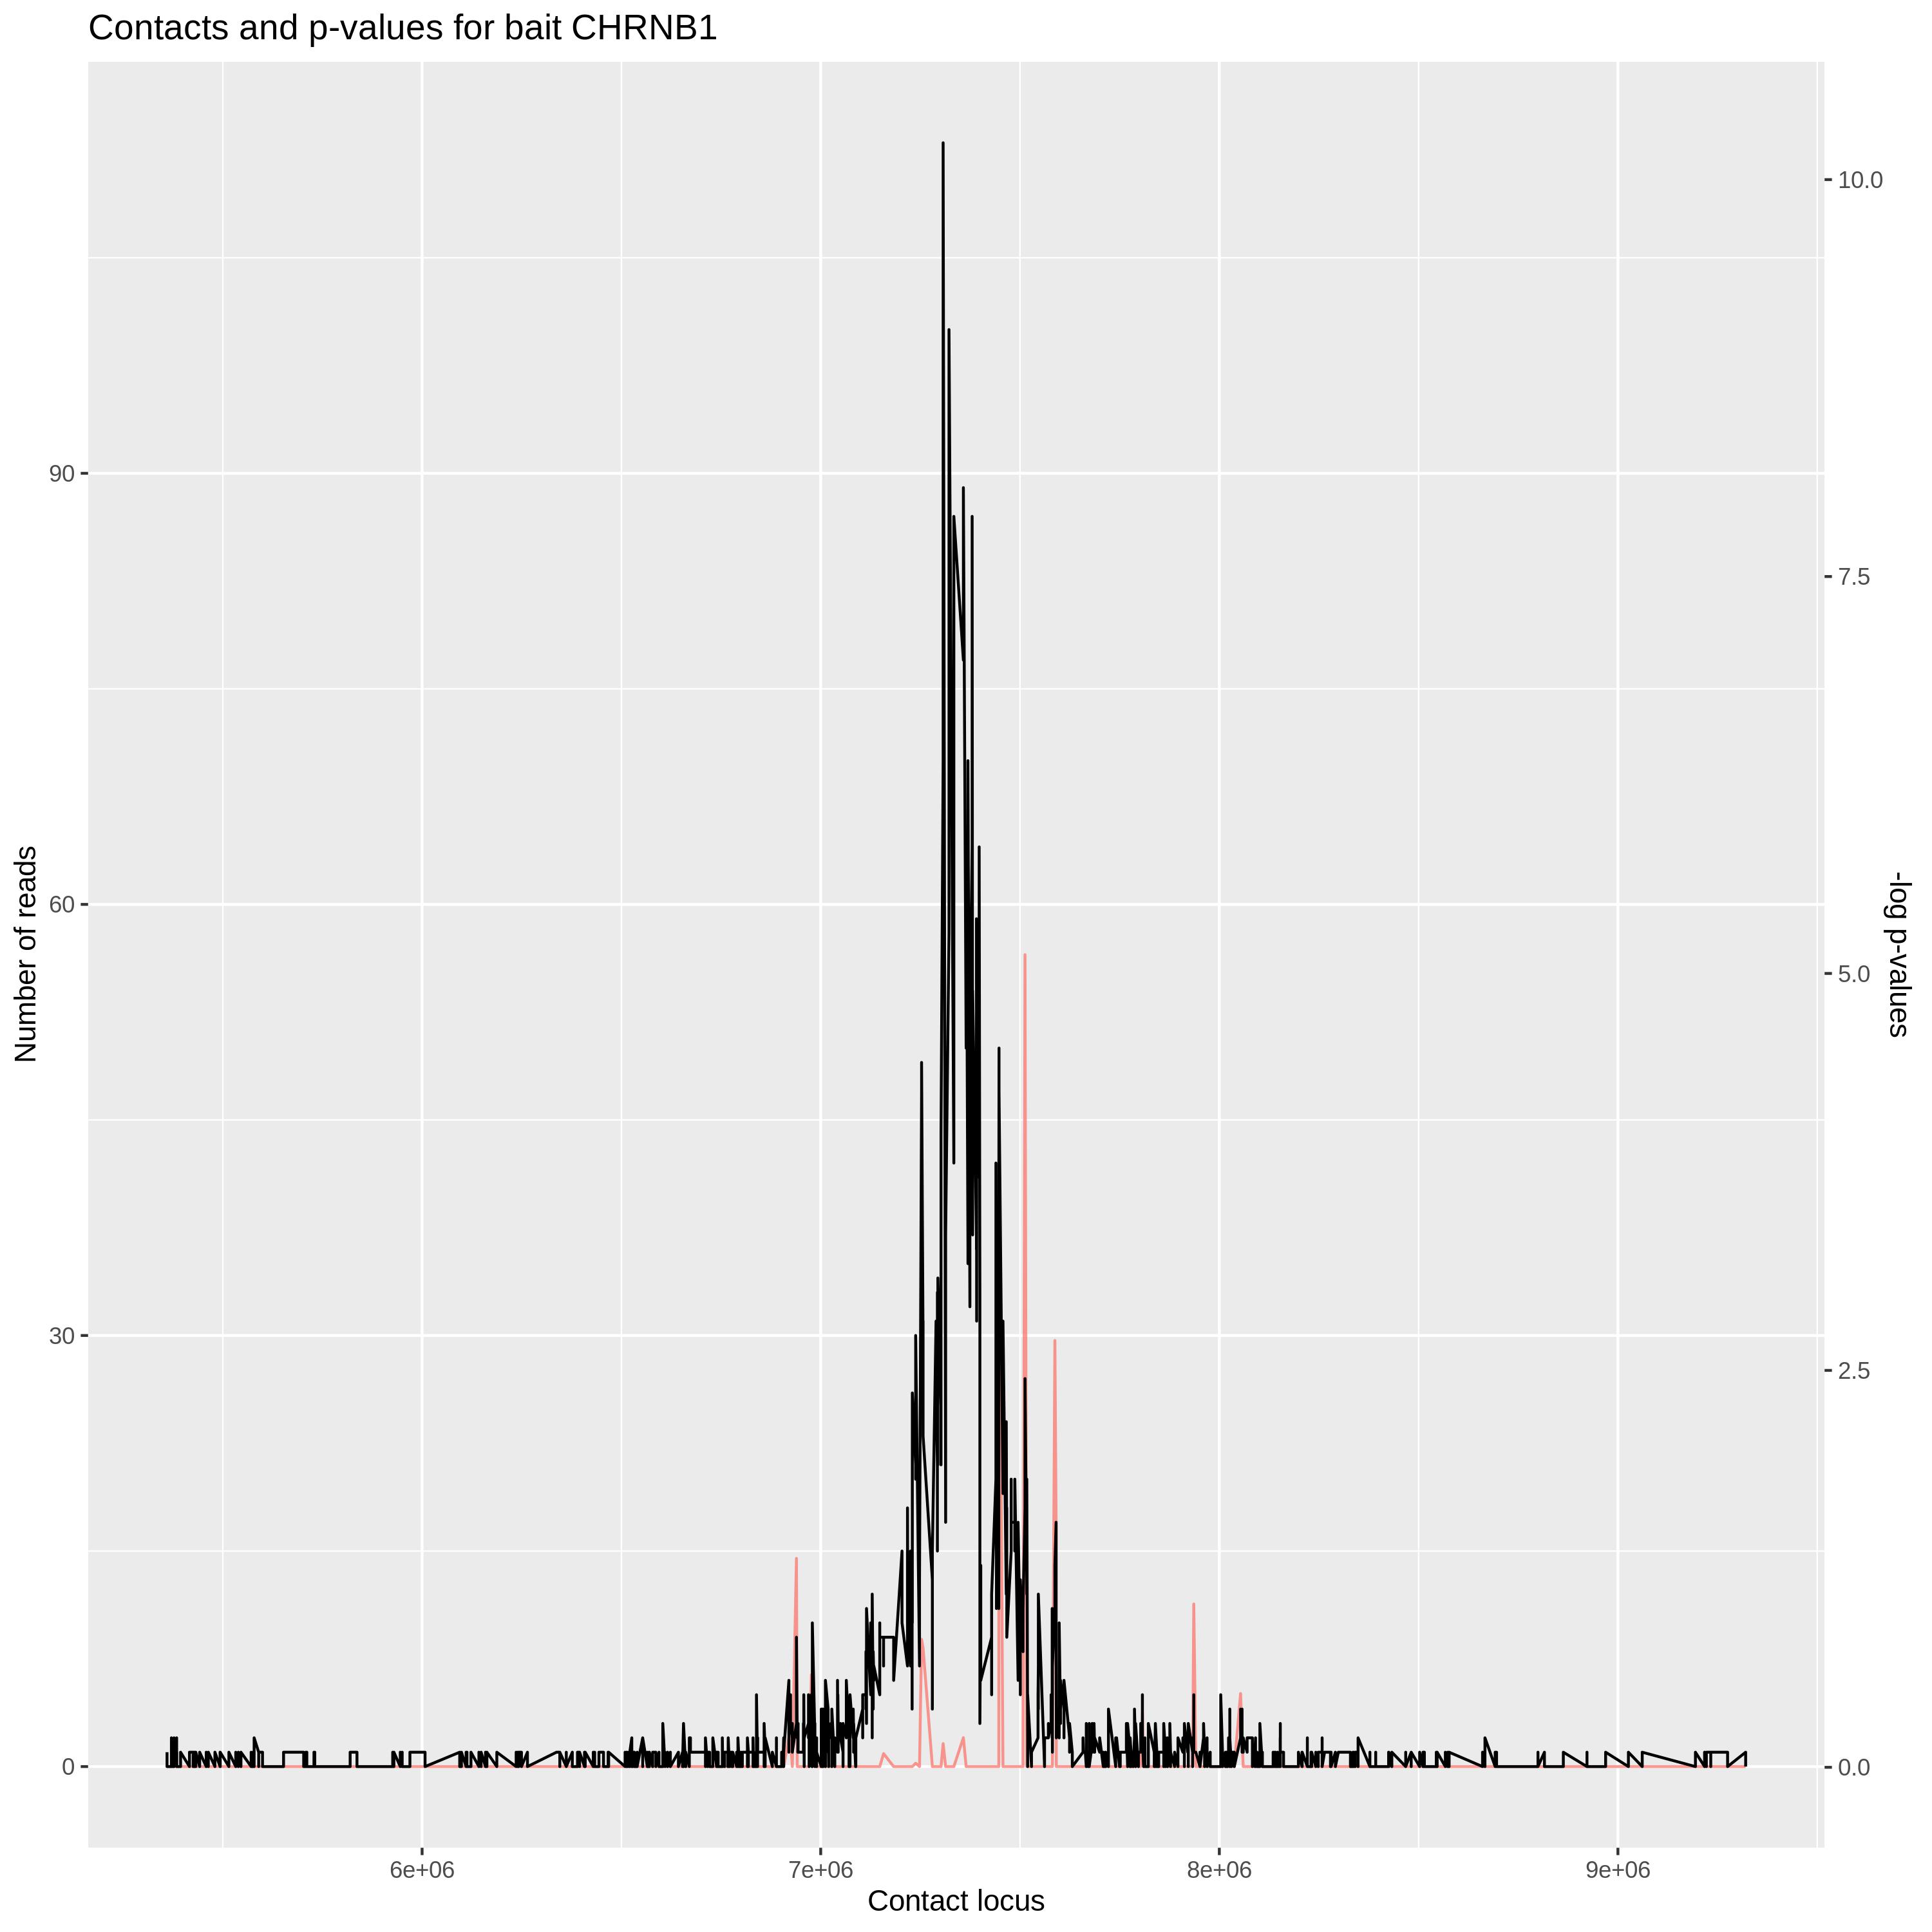 Contacts and p-values for bait CHRNB1
Number of reads
90
60
30
0
10.0
7.5
5.0
2.5
0.0
-log p-values
6e+06
7e+06
8e+06
9e+06
Contact locus